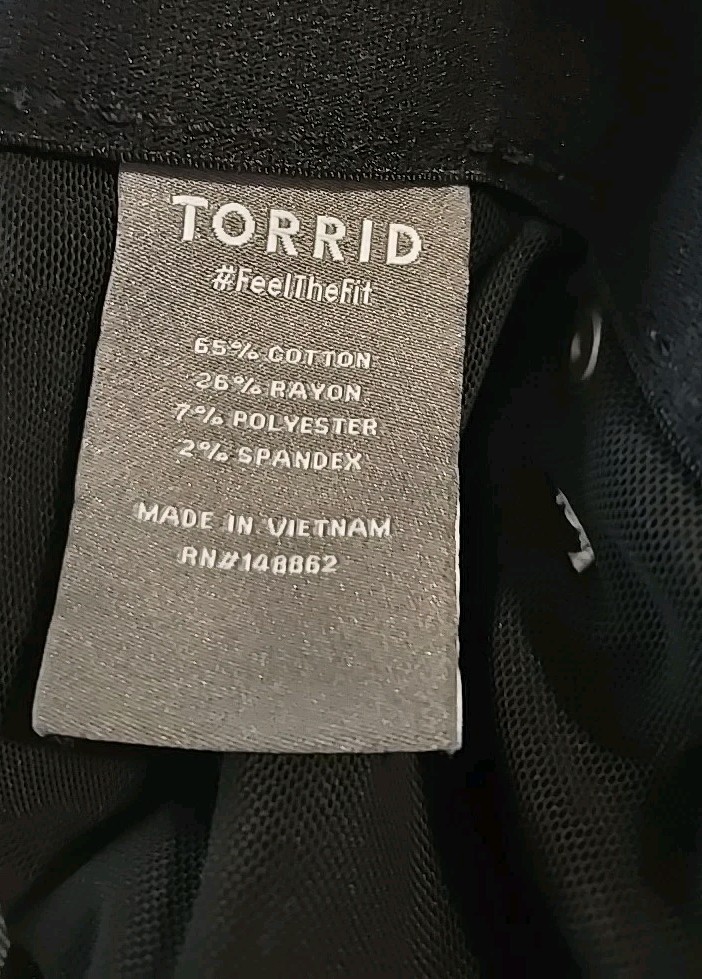 TORRID
#FeelTheFit
65% COTTON
26% RAYON
7% POLYESTER
2% SPANDEX
MADE IN VIETNAM
RN#148862